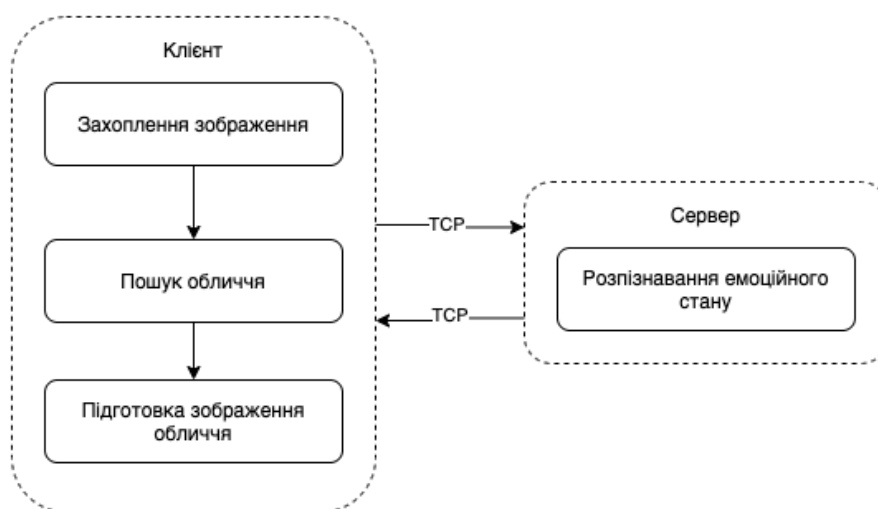 Клієнт
Захоплення зображення
Пошук обличчя
Підготовка зображення
обличчя
TCP
TCP
Сервер
Розпізнавання емоційного
стану